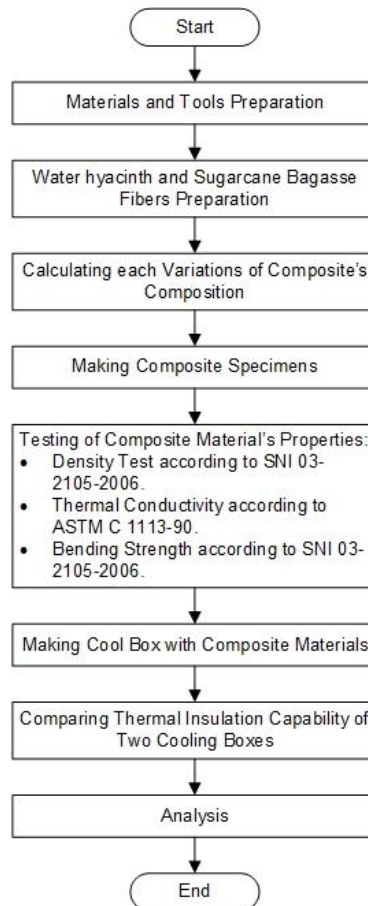 Start
Materials and Tools Preparation
Water hyacinth and Sugarcane Bagasse
Fibers Preparation
Calculating each Variations of Composite's
Composition
Making Composite Specimens
Testing of Composite Material's Properties:
• Density Test according to SNI 03-
2105-2006.
• Thermal Conductivity according to
ASTM C 1113-90.
• Bending Strength according to SNI 03-
2105-2006.
Making Cool Box with Composite Materials
Comparing Thermal Insulation Capability of
Two Cooling Boxes
Analysis
End